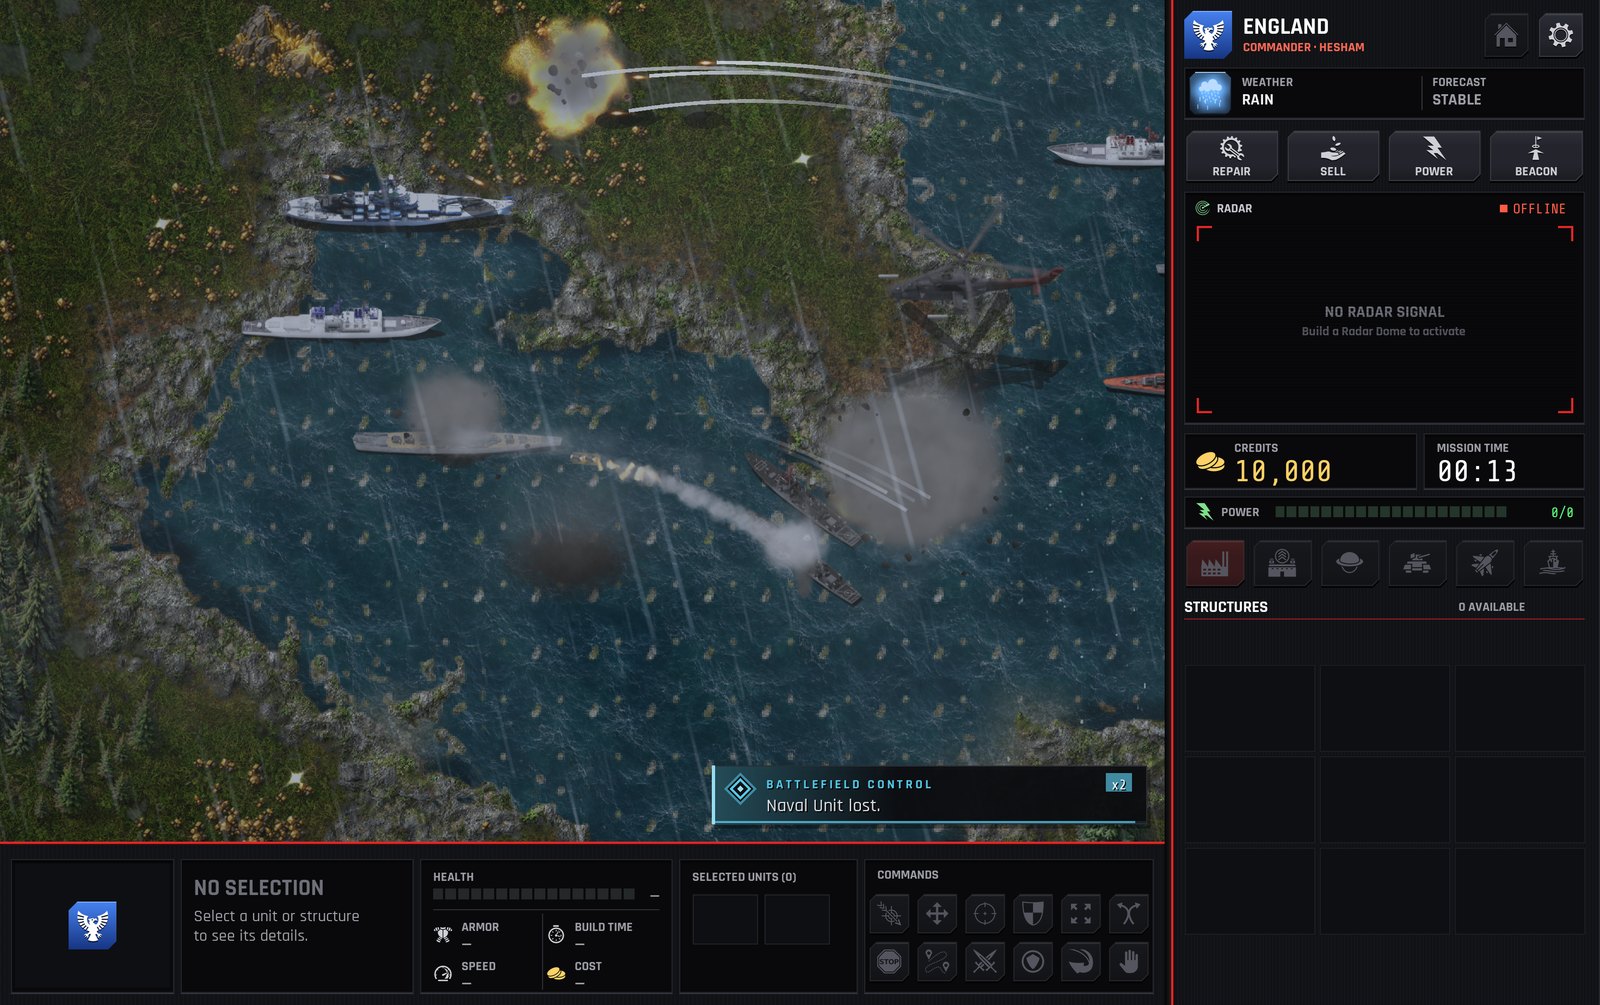 ENGLAND
COMMANDER · HESHAM
WEATHER
RAIN
FORECAST
STABLE
REPAIR
SELL
POWER
BEACON
RADAR
OFFLINE
NO RADAR SIGNAL
Build a Radar Dome to activate
CREDITS
10,000
MISSION TIME
00:13
POWER
0/0
STRUCTURES
0 AVAILABLE
BATTLEFIELD CONTROL
x2
Naval Unit lost.
NO SELECTION
Select a unit or structure
to see its details.
HEALTH
—
ARMOR
—
BUILD TIME
—
SPEED
—
COST
—
SELECTED UNITS (0)
COMMANDS
STOP